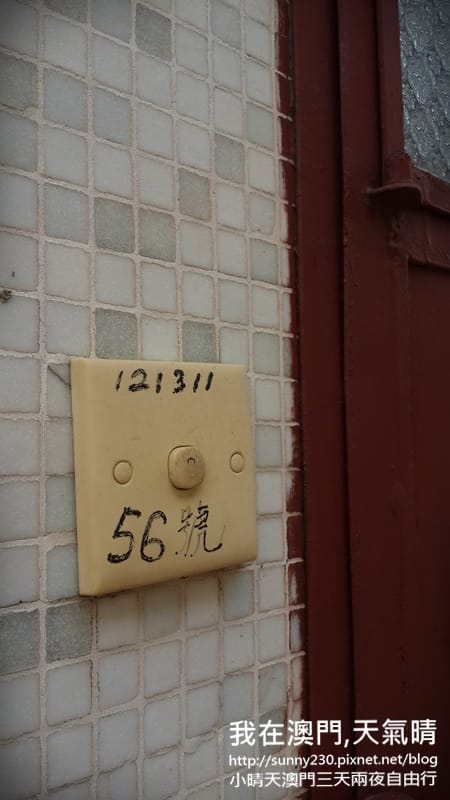 121311
56號
我在澳門,天氣晴
http://sunny230.pixnet.net/blog
小晴天澳門三天兩夜自由行